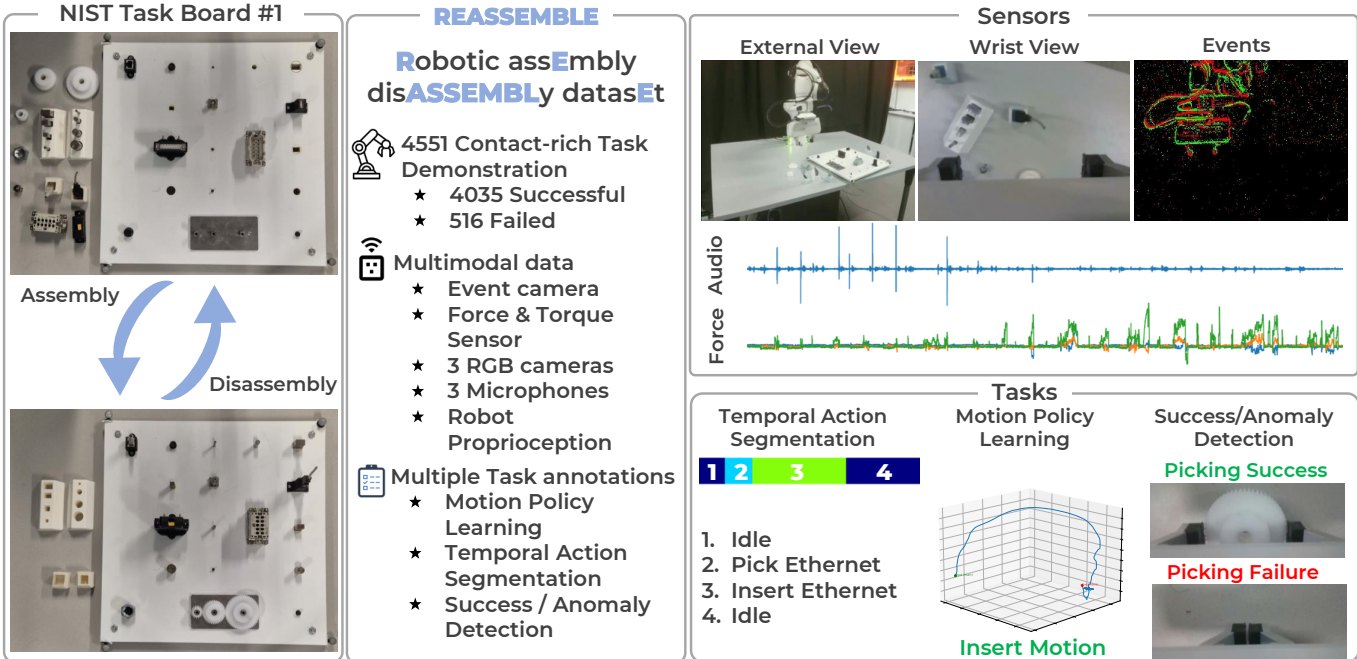 NIST Task Board #1
Assembly
Disassembly
REASSEMBLE
Robotic assEmbly
disASSEMBLy datasEt
4551 Contact-rich Task
Demonstration
★ 4035 Successful
★ 516 Failed
Multimodal data
★ Event camera
★ Force & Torque
Sensor
★ 3 RGB cameras
★ 3 Microphones
★ Robot
Proprioception
Multiple Task annotations
★ Motion Policy
Learning
★ Temporal Action
Segmentation
★ Success / Anomaly
Detection
Sensors
External View
Wrist View
Events
Audio
Force
Tasks
Temporal Action
Segmentation
1 2 3 4
1. Idle
2. Pick Ethernet
3. Insert Ethernet
4. Idle
Motion Policy
Learning
Insert Motion
Success/Anomaly
Detection
Picking Success
Picking Failure